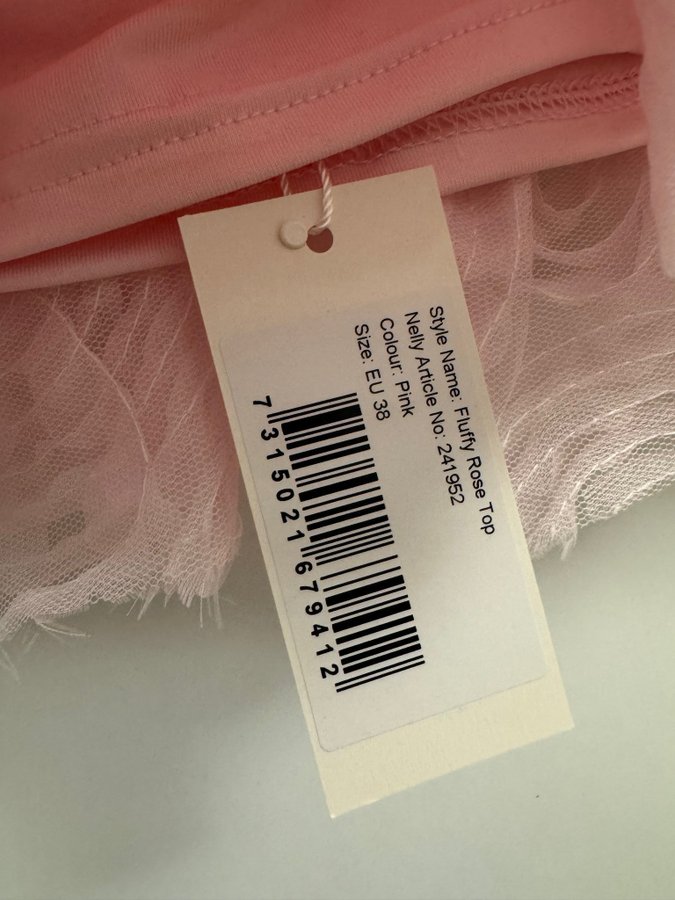 Style Name: Fluffy Rose Top
Nelly Article No: 241952
Colour: Pink
Size: EU 38
7 315021 679412